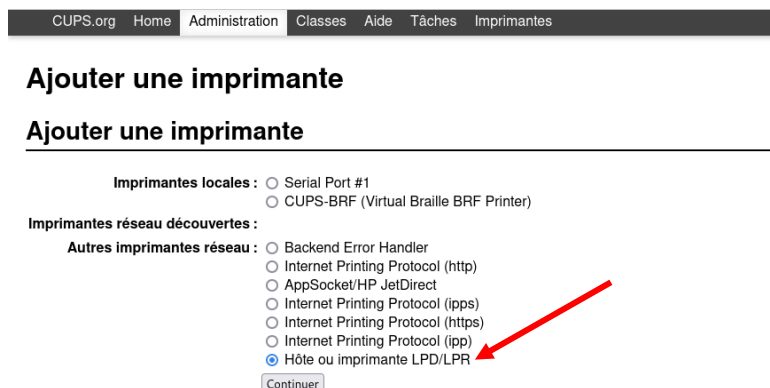 CUPS.org Home Administration Classes Aide Tâches Imprimantes
Ajouter une imprimante
Ajouter une imprimante
Imprimantes locales : Serial Port #1
CUPS-BRF (Virtual Braille BRF Printer)
Imprimantes réseau découvertes :
Autres imprimantes réseau : Backend Error Handler
Internet Printing Protocol (http)
AppSocket/HP JetDirect
Internet Printing Protocol (ipps)
Internet Printing Protocol (https)
Internet Printing Protocol (ipp)
Hôte ou imprimante LPD/LPR
Continuer